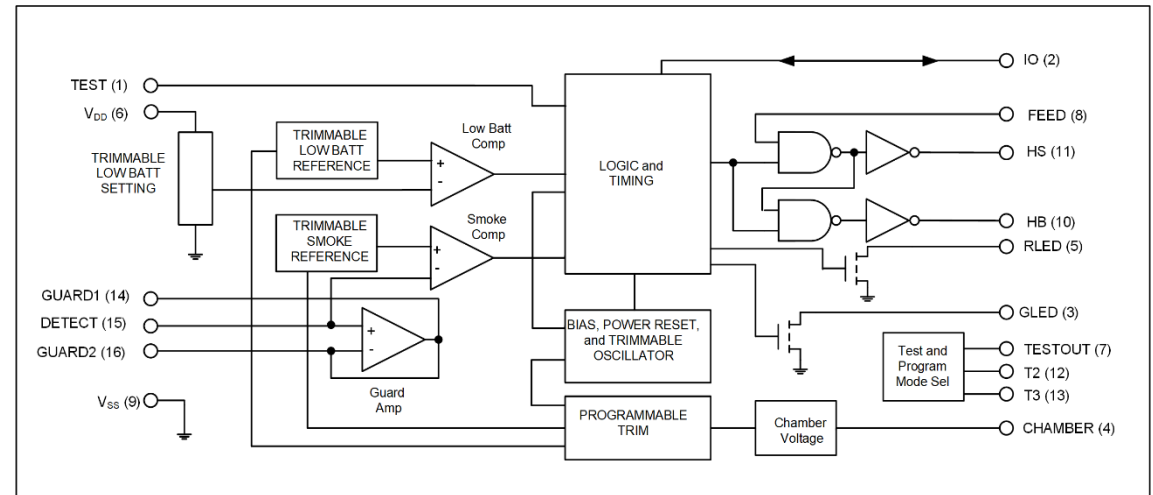 TEST (1)
V_DD (6)
TRIMMABLE
LOW BATT
SETTING
TRIMMABLE
LOW BATT
REFERENCE
Low Batt
Comp
+
-
TRIMMABLE
SMOKE
REFERENCE
Smoke
Comp
+
-
GUARD1 (14)
DETECT (15)
GUARD2 (16)
+
-
Guard
Amp
V_SS (9)
LOGIC and
TIMING
BIAS, POWER RESET,
and TRIMMABLE
OSCILLATOR
PROGRAMMABLE
TRIM
Chamber
Voltage
Test and
Program
Mode Sel
IO (2)
FEED (8)
HS (11)
HB (10)
RLED (5)
GLED (3)
TESTOUT (7)
T2 (12)
T3 (13)
CHAMBER (4)